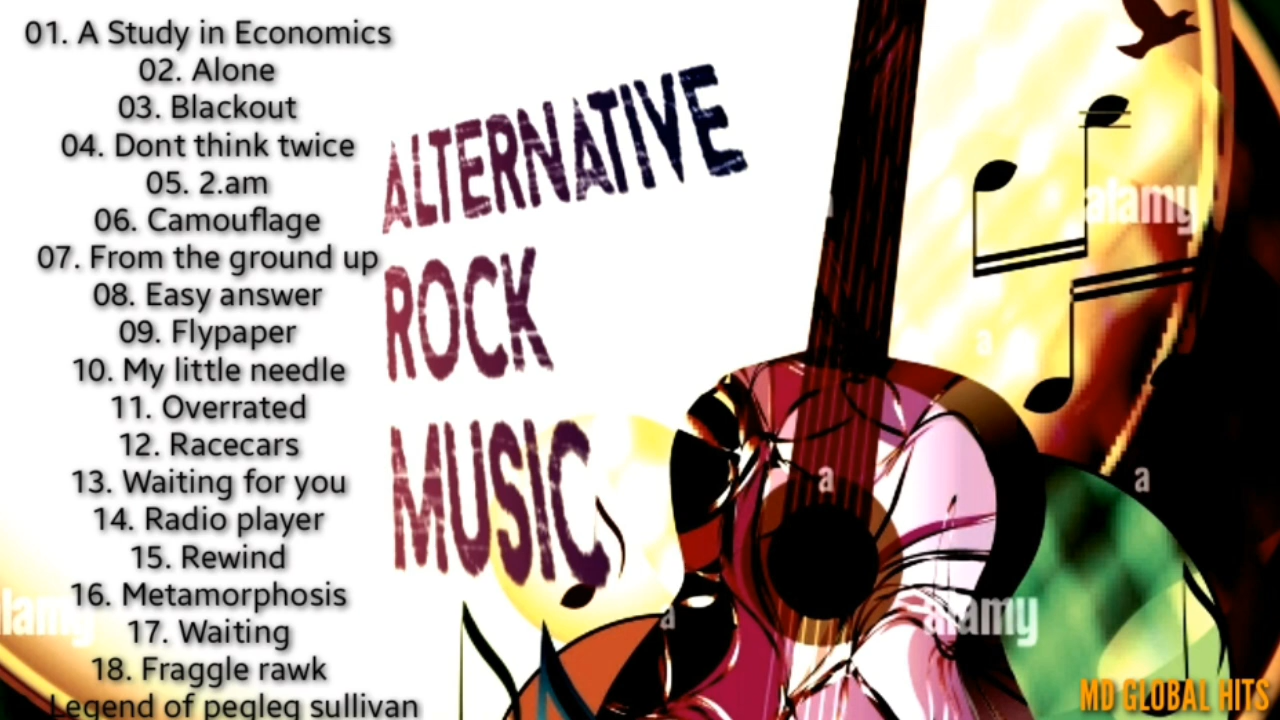 01. A Study in Economics
02. Alone
03. Blackout
04. Dont think twice
05. 2.am
06. Camouflage
07. From the ground up
08. Easy answer
09. Flypaper
10. My little needle
11. Overrated
12. Racecars
13. Waiting for you
14. Radio player
15. Rewind
16. Metamorphosis
17. Waiting
18. Fraggle rawk
Legend of pegleg sullivan
ALTERNATIVE
ROCK
MUSIC
alamy
a
a
a
a
alamy
alamy
MD GLOBAL HITS